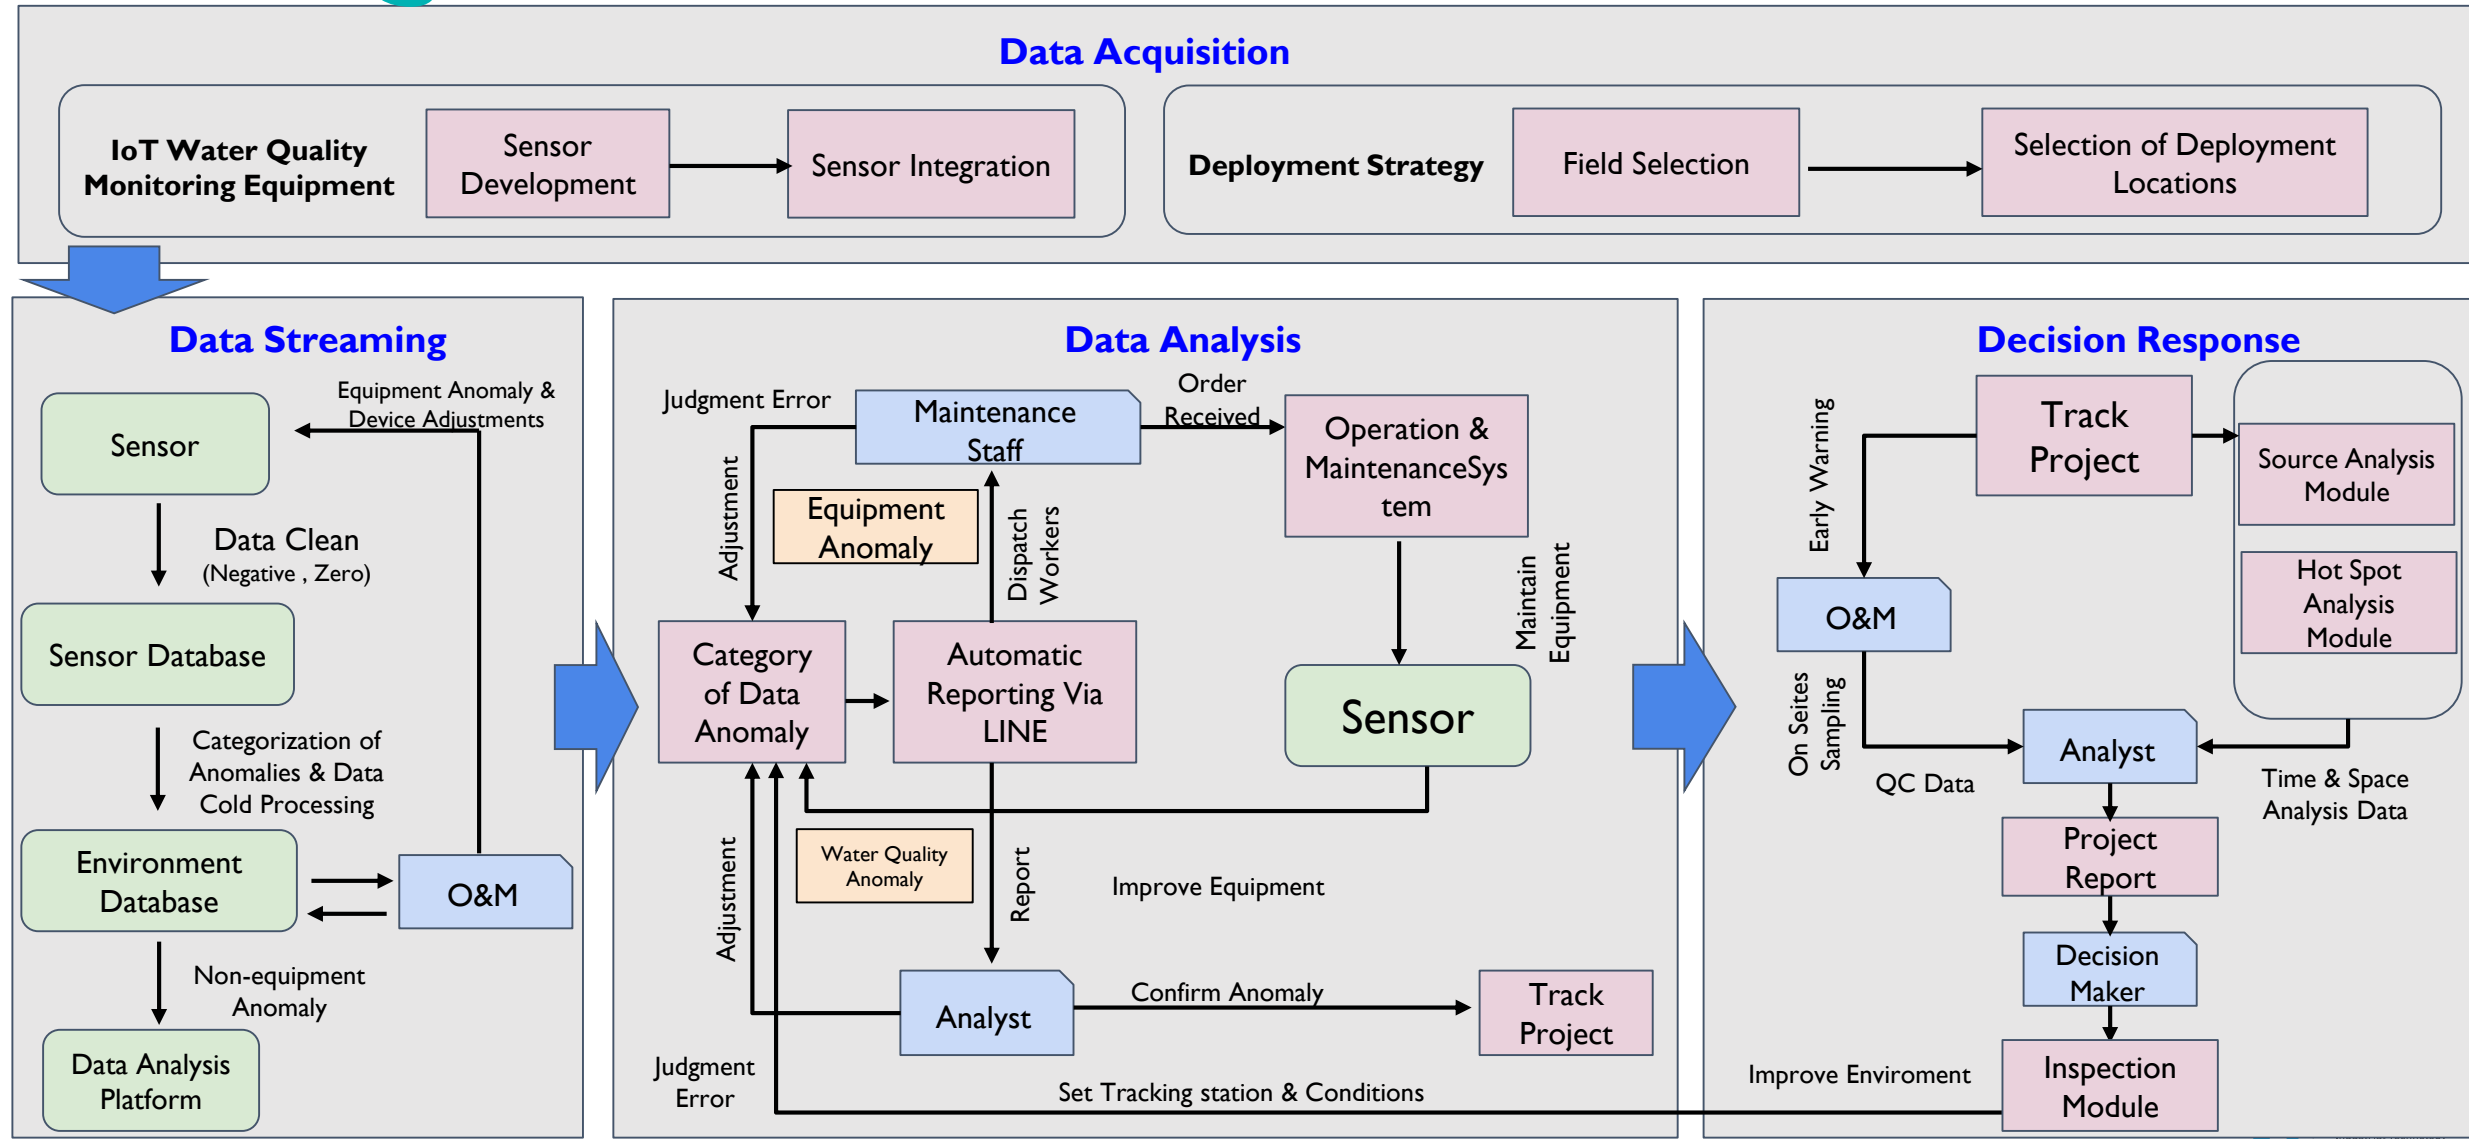 Data Acquisition
IoT Water Quality
Monitoring Equipment
Sensor
Development
Sensor Integration
Deployment Strategy
Field Selection
Selection of Deployment
Locations
Data Streaming
Equipment Anomaly &
Device Adjustments
Sensor
Data Clean
(Negative , Zero)
Sensor Database
Categorization of
Anomalies & Data
Cold Processing
Environment
Database
O&M
Non-equipment
Anomaly
Data Analysis
Platform
Data Analysis
Judgment Error
Maintenance
Staff
Order
Received
Operation &
MaintenanceSys
tem
Adjustment
Equipment
Anomaly
Dispatch
Workers
Maintain
Equipment
Category
of Data
Anomaly
Automatic
Reporting Via
LINE
Sensor
Adjustment
Water Quality
Anomaly
Report
Improve Equipment
Analyst
Confirm Anomaly
Track
Project
Judgment
Error
Set Tracking station & Conditions
Decision Response
Early Warning
Track
Project
Source Analysis
Module
Hot Spot
Analysis
Module
O&M
On Seites
Sampling
QC Data
Analyst
Time & Space
Analysis Data
Project
Report
Decision
Maker
Improve Enviroment
Inspection
Module